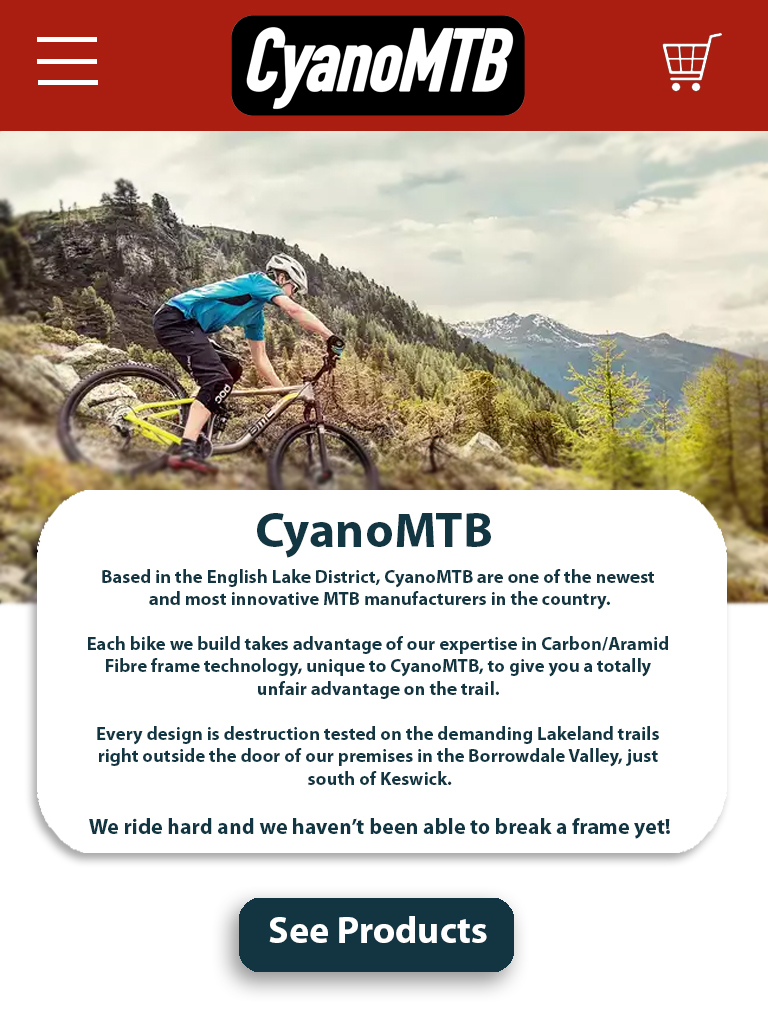 CyanoMTB
poc
BMC
CyanoMTB
Based in the English Lake District, CyanoMTB are one of the newest
and most innovative MTB manufacturers in the country.
Each bike we build takes advantage of our expertise in Carbon/Aramid
Fibre frame technology, unique to CyanoMTB, to give you a totally
unfair advantage on the trail.
Every design is destruction tested on the demanding Lakeland trails
right outside the door of our premises in the Borrowdale Valley, just
south of Keswick.
We ride hard and we haven’t been able to break a frame yet!
See Products